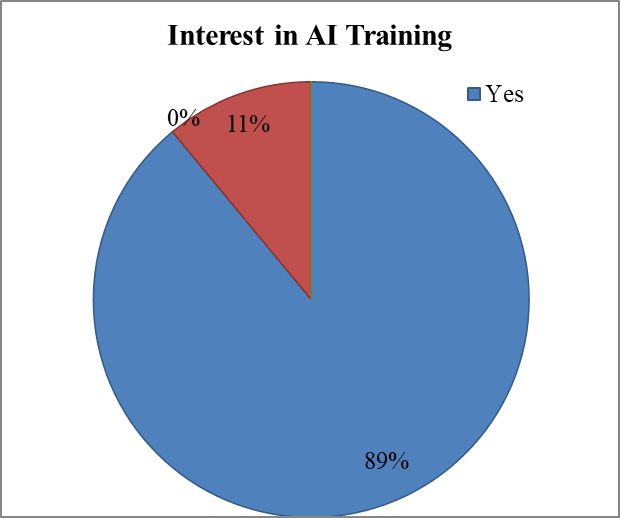 Interest in AI Training
Yes
0%
11%
89%